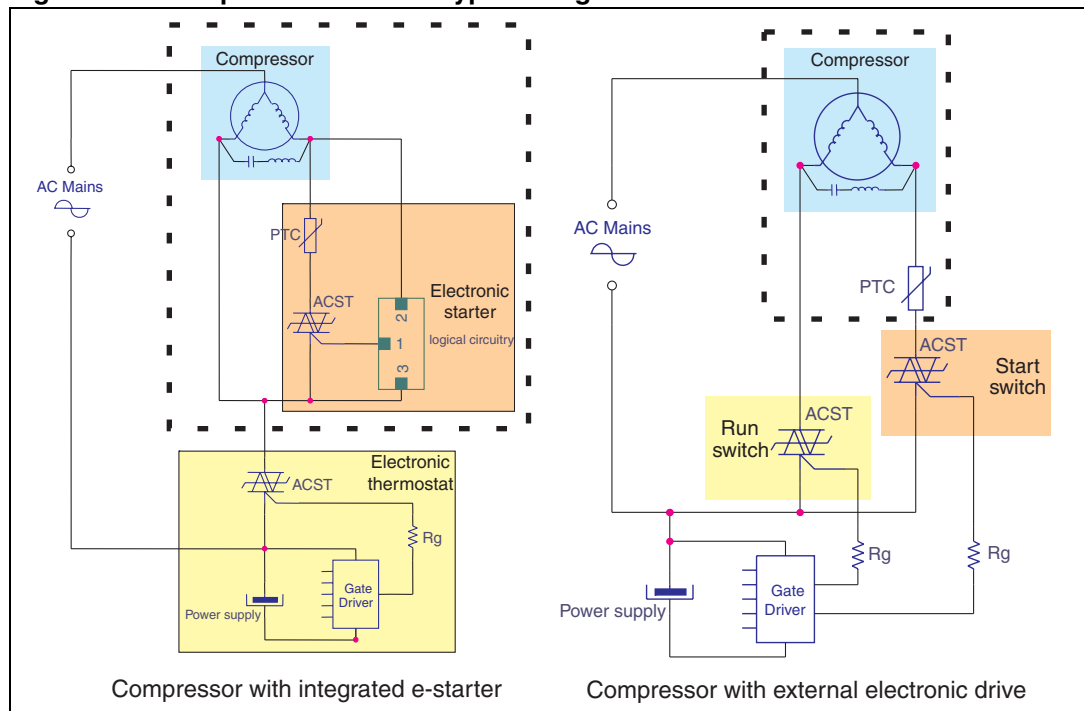 Compressor
AC Mains
PTC
ACST
Electronic
starter
logical circuitry
2
1
3
Electronic
thermostat
ACST
Rg
Gate
Driver
Power supply
Compressor with integrated e-starter
Compressor
AC Mains
PTC
ACST
Start
switch
ACST
Run
switch
Rg
Rg
Gate
Driver
Power supply
Compressor with external electronic drive